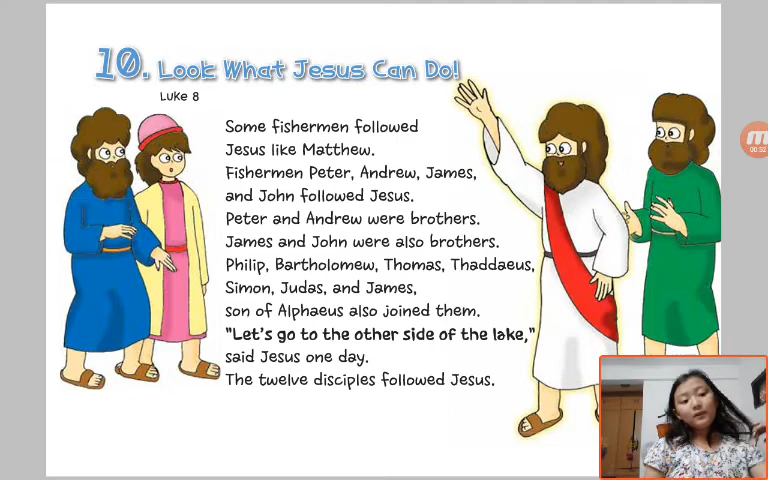 10. Look What Jesus Can Do!
Luke 8
Some fishermen followed
Jesus like Matthew.
Fishermen Peter, Andrew, James,
and John followed Jesus.
Peter and Andrew were brothers.
James and John were also brothers.
Philip, Bartholomew, Thomas, Thaddaeus,
Simon, Judas, and James,
son of Alphaeus also joined them.
"Let's go to the other side of the lake,"
said Jesus one day.
The twelve disciples followed Jesus.
00:52